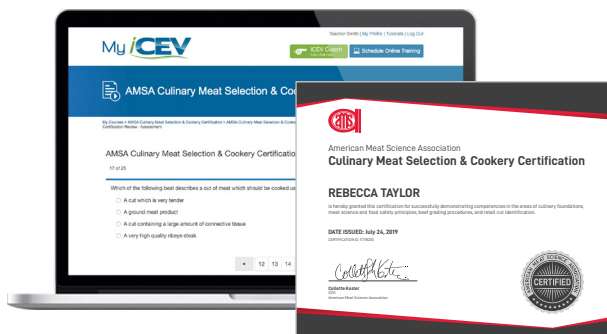 Teacher Smith | My Profile | Tutorials | Log Out
My iCEV
iCEV Coach
Schedule Online Training
AMSA Culinary Meat Selection & Co
My Courses > AMSA Culinary Meat Selection & Cookery Certification > AMSA Culinary Meat Selection & Cooke
Certification Review - Assessment
AMSA Culinary Meat Selection & Cookery Certificatio
17 of 25
Which of the following best describes a cut of meat which should be cooked us
A cut which is very tender
A ground meat product
A cut containing a large amount of connective tissue
A very high quality ribeye steak
12 13 14
American Meat Science Association
Culinary Meat Selection & Cookery Certification
REBECCA TAYLOR
is hereby granted this certification for successfully demonstrating competencies in the areas of culinary foundations,
meat science and food safety principles, beef grading procedures, and retail cut identification.
DATE ISSUED: July 24, 2019
Collette Kaster
CEO
American Meat Science Association
AMERICAN MEAT SCIENCE ASSOCIATION
CERTIFIED